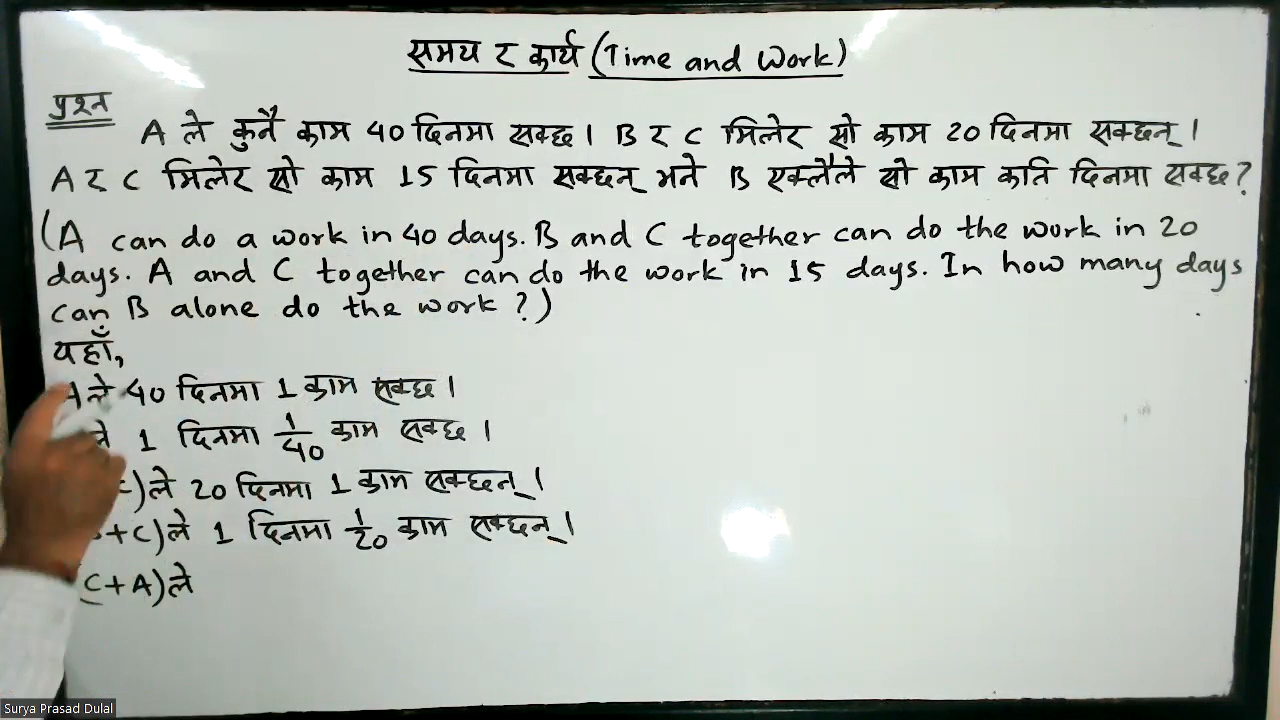 समय र कार्य (Time and Work)
प्रश्न
A ले कुनै काम 40 दिनमा सक्छ। B र C मिलेर सो काम 20 दिनमा सक्छन्।
A र C मिलेर सो काम 15 दिनमा सक्छन् भने B एक्लैले सो काम कति दिनमा सक्छ?
(A can do a work in 40 days. B and C together can do the work in 20
days. A and C together can do the work in 15 days. In how many days
can B alone do the work ?)
यहाँ,
A ले 40 दिनमा 1 काम सक्छ।
ले 1 दिनमा 1/40 काम सक्छ।
)ले 20 दिनमा 1 काम सक्छन्।
+C)ले 1 दिनमा 1/20 काम सक्छन्।
(C+A)ले
Surya Prasad Dulal